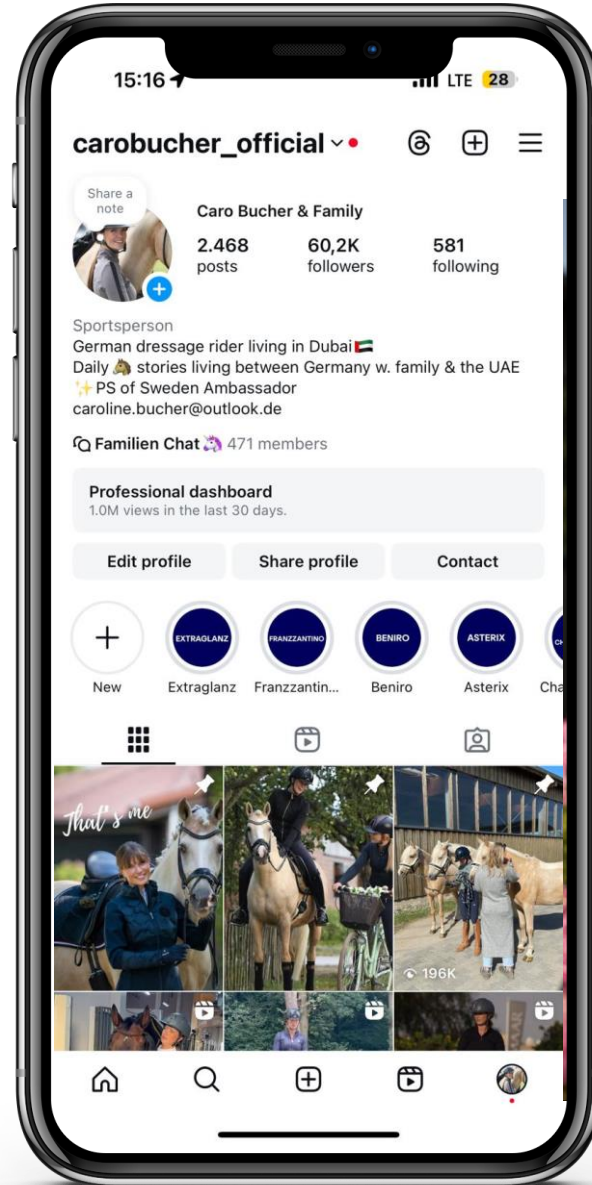 15:16
LTE 28
carobucher_official
Share a
note
Caro Bucher & Family
2.468
posts
60,2K
followers
581
following
Sportsperson
German dressage rider living in Dubai🇦🇪
Daily 🐴 stories living between Germany w. family & the UAE
✨ PS of Sweden Ambassador
caroline.bucher@outlook.de
Familien Chat🦄 471 members
Professional dashboard
1.0M views in the last 30 days.
Edit profile
Share profile
Contact
EXTRAGLANZ
FRANZZANTINO
BENIRO
ASTERIX
New
Extraglanz
Franzzantin...
Beniro
Asterix
Cha
That's me
196K